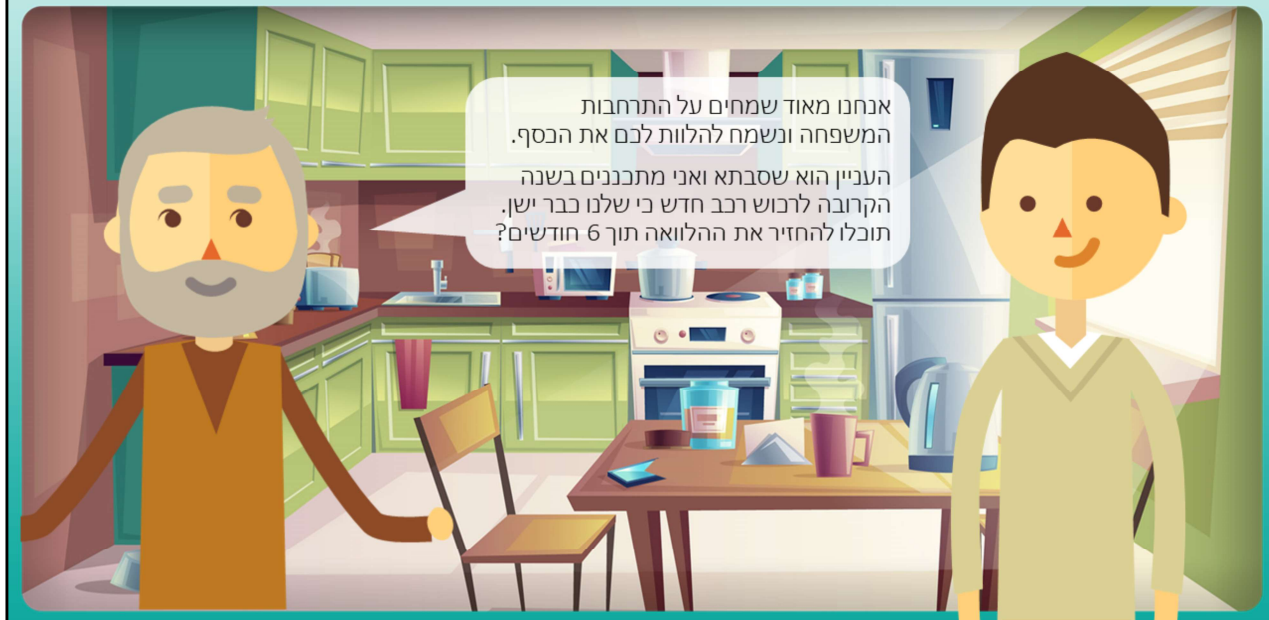 אנחנו מאוד שמחים על התרחבות
המשפחה ונשמח להלוות לכם את הכסף.
העניין הוא שסבתא ואני מתכננים בשנה
הקרובה לרכוש רכב חדש כי שלנו כבר ישן.
תוכלו להחזיר את ההלוואה תוך 6 חודשים?